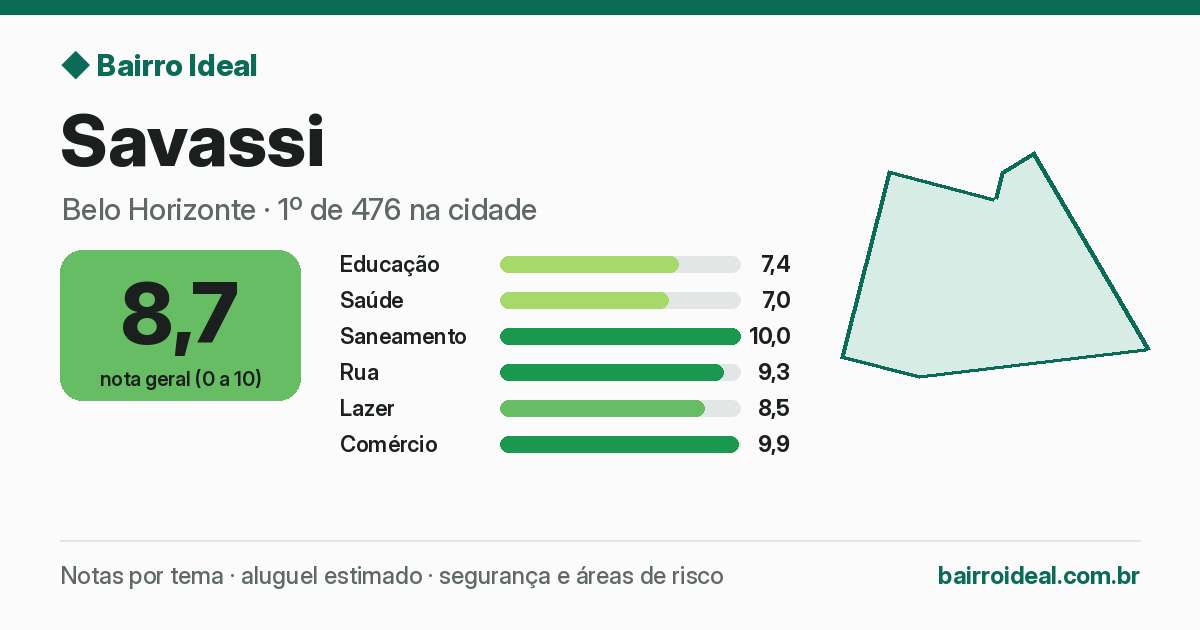 Bairro Ideal
Savassi
Belo Horizonte · 1º de 476 na cidade
8,7
nota geral (0 a 10)
Educação 7,4
Saúde 7,0
Saneamento 10,0
Rua 9,3
Lazer 8,5
Comércio 9,9
Notas por tema · aluguel estimado · segurança e áreas de risco
bairroideal.com.br